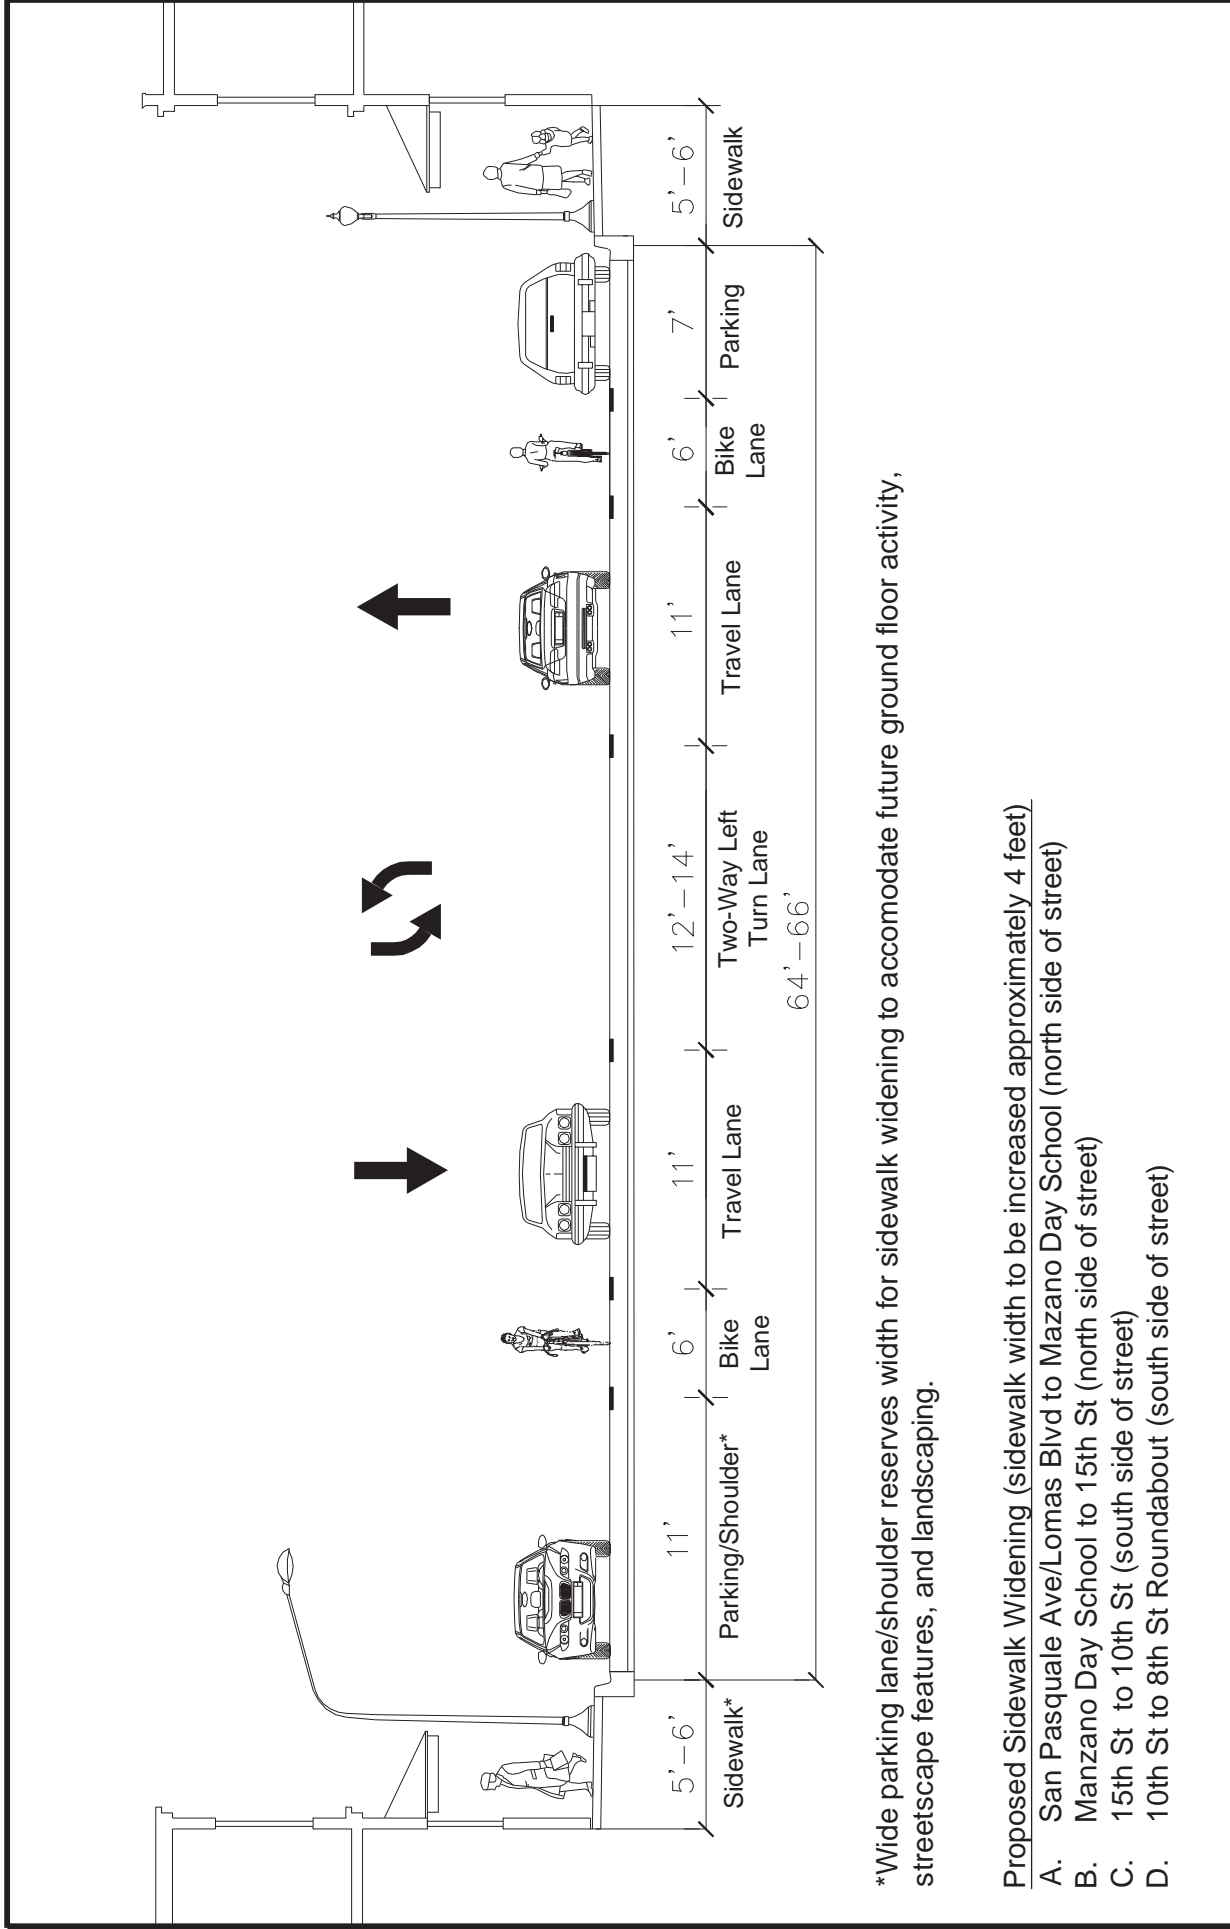 5'-6'
11'
6'
11'
12'-14'
11'
6'
7'
5'-6'
Sidewalk*
Parking/Shoulder*
Bike
Lane
Travel Lane
Two-Way Left
Turn Lane
Travel Lane
Bike
Lane
Parking
Sidewalk
64'-66'
*Wide parking lane/shoulder reserves width for sidewalk widening to accomodate future ground floor activity,
streetscape features, and landscaping.
Proposed Sidewalk Widening (sidewalk width to be increased approximately 4 feet)
A. San Pasquale Ave/Lomas Blvd to Mazano Day School (north side of street)
B. Manzano Day School to 15th St (north side of street)
C. 15th St to 10th St (south side of street)
D. 10th St to 8th St Roundabout (south side of street)